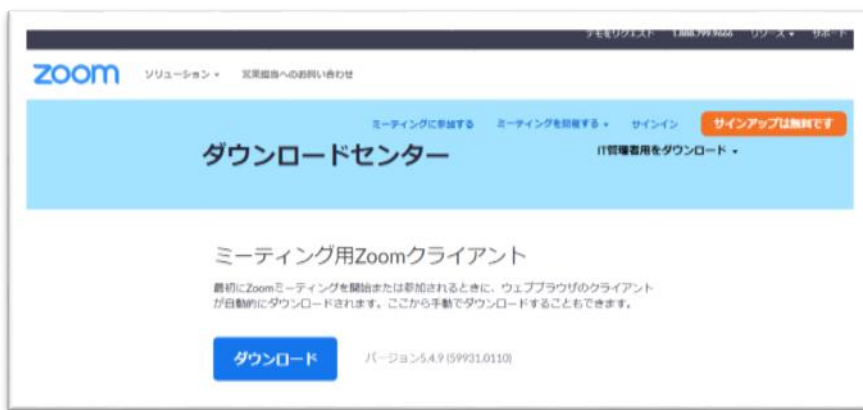 デモをリクエスト 1.888.799.9666 リソース ▾ サポート
zoom ソリューション ▾ 営業担当へのお問い合わせ
ミーティングに参加する ミーティングを開催する ▾ サインイン サインアップは無料です
ダウンロードセンター IT管理者用をダウンロード ▾
ミーティング用Zoomクライアント
最初にZoomミーティングを開始または参加されるときに、ウェブブラウザのクライアント
が自動的にダウンロードされます。ここから手動でダウンロードすることもできます。
ダウンロード バージョン5.4.9 (59931.0110)